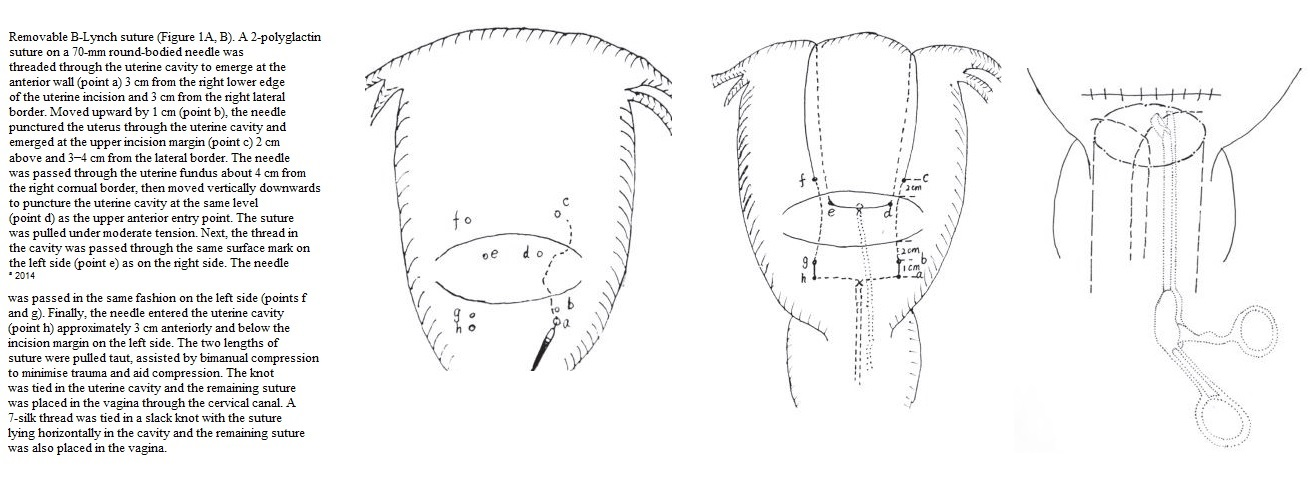 Removable B-Lynch suture (Figure 1A, B). A 2-polyglactin
suture on a 70-mm round-bodied needle was
threaded through the uterine cavity to emerge at the
anterior wall (point a) 3 cm from the right lower edge
of the uterine incision and 3 cm from the right lateral
border. Moved upward by 1 cm (point b), the needle
punctured the uterus through the uterine cavity and
emerged at the upper incision margin (point c) 2 cm
above and 3–4 cm from the lateral border. The needle
was passed through the uterine fundus about 4 cm from
the right cornual border, then moved vertically downwards
to puncture the uterine cavity at the same level
(point d) as the upper anterior entry point. The suture
was pulled under moderate tension. Next, the thread in
the cavity was passed through the same surface mark on
the left side (point e) as on the right side. The needle
ª 2014
was passed in the same fashion on the left side (points f
and g). Finally, the needle entered the uterine cavity
(point h) approximately 3 cm anteriorly and below the
incision margin on the left side. The two lengths of
suture were pulled taut, assisted by bimanual compression
to minimise trauma and aid compression. The knot
was tied in the uterine cavity and the remaining suture
was placed in the vagina through the cervical canal. A
7-silk thread was tied in a slack knot with the suture
lying horizontally in the cavity and the remaining suture
was also placed in the vagina.
c
f
e d
b
g
a
h
f c
2cm
e d
2cm
g b
1cm
h a